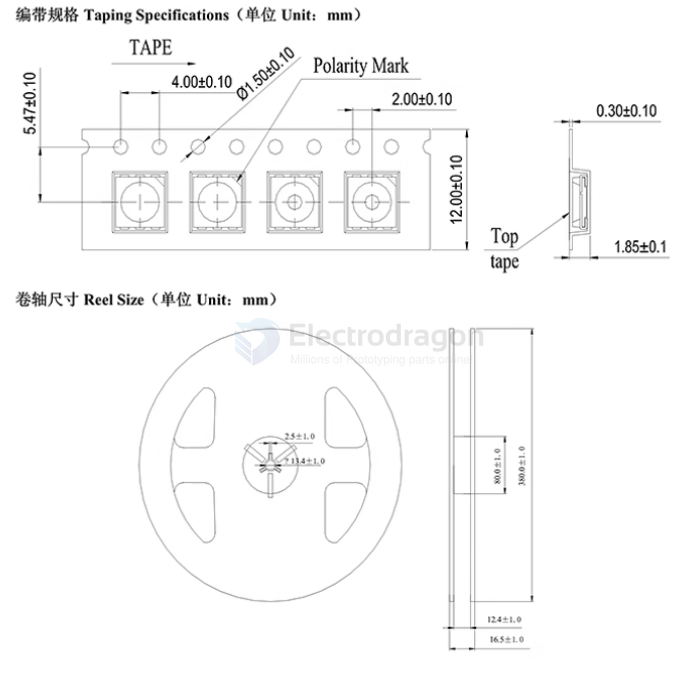 编带规格 Taping Specifications（单位 Unit：mm）
TAPE
4.00±0.10
Ø1.50±0.10
Polarity Mark
2.00±0.10
0.30±0.10
5.47±0.10
12.00±0.10
Top
tape
1.85±0.1
卷轴尺寸 Reel Size（单位 Unit：mm）
Electrodragon
Millions of Prototyping parts online
2.5±1.0
13.4±1.0
80.0±1.0
380.0±1.0
12.4±1.0
16.5±1.0